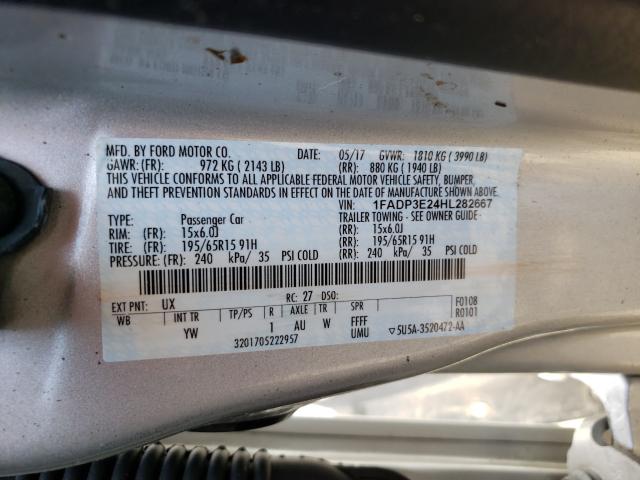 MFD. BY FORD MOTOR CO. DATE: 05/17 GVWR: 1810 KG ( 3990 LB)
GAWR: (FR): 972 KG ( 2143 LB) (RR): 880 KG ( 1940 LB)
THIS VEHICLE CONFORMS TO ALL APPLICABLE FEDERAL MOTOR VEHICLE SAFETY, BUMPER,
AND THEFT PREVENTION STANDARDS IN EFFECT ON THE DATE OF MANUFACTURE SHOWN ABOVE.
VIN: 1FADP3E24HL282667
TYPE: Passenger Car TRAILER TOWING - SEE OWNER GUIDE
RIM: (FR): 15x6.0J (RR): 15x6.0J
TIRE: (FR): 195/65R15 91H (RR): 195/65R15 91H
PRESSURE: (FR): 240 kPa/ 35 PSI COLD (RR): 240 kPa/ 35 PSI COLD
EXT PNT: UX RC: 27 DSO: F0108
WB INT TR TP/PS R AXLE TR SPR R0101
YW 1 AU W FFFF
UMU
3201705222957 ▽5U5A-3520472-AA